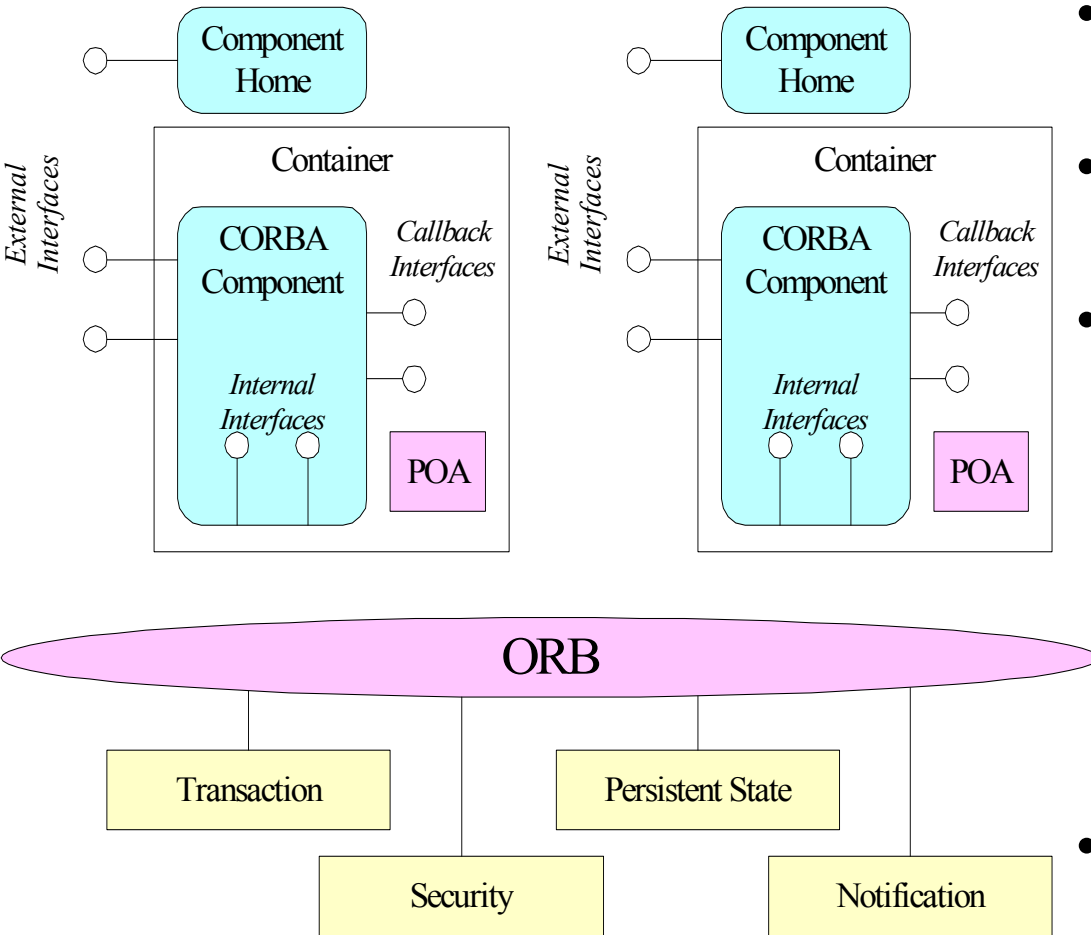 Component
Home
Component
Home
External
Interfaces
Container
CORBA
Component
Callback
Interfaces
Internal
Interfaces
POA
External
Interfaces
Container
CORBA
Component
Callback
Interfaces
Internal
Interfaces
POA
ORB
Transaction
Persistent State
Security
Notification